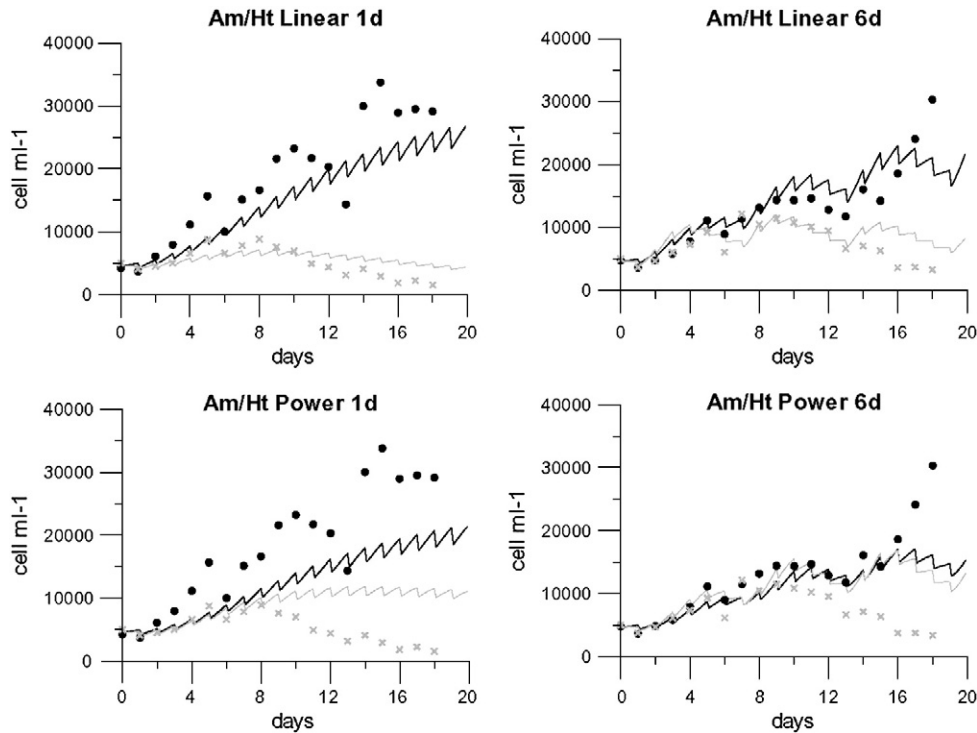 Am/Ht Linear 1d
40000
30000
20000
10000
0
cell ml-1
0 4 8 12 16 20
days
Am/Ht Linear 6d
40000
30000
20000
10000
0
cell ml-1
0 4 8 12 16 20
days
Am/Ht Power 1d
40000
30000
20000
10000
0
cell ml-1
0 4 8 12 16 20
days
Am/Ht Power 6d
40000
30000
20000
10000
0
cell ml-1
0 4 8 12 16 20
days